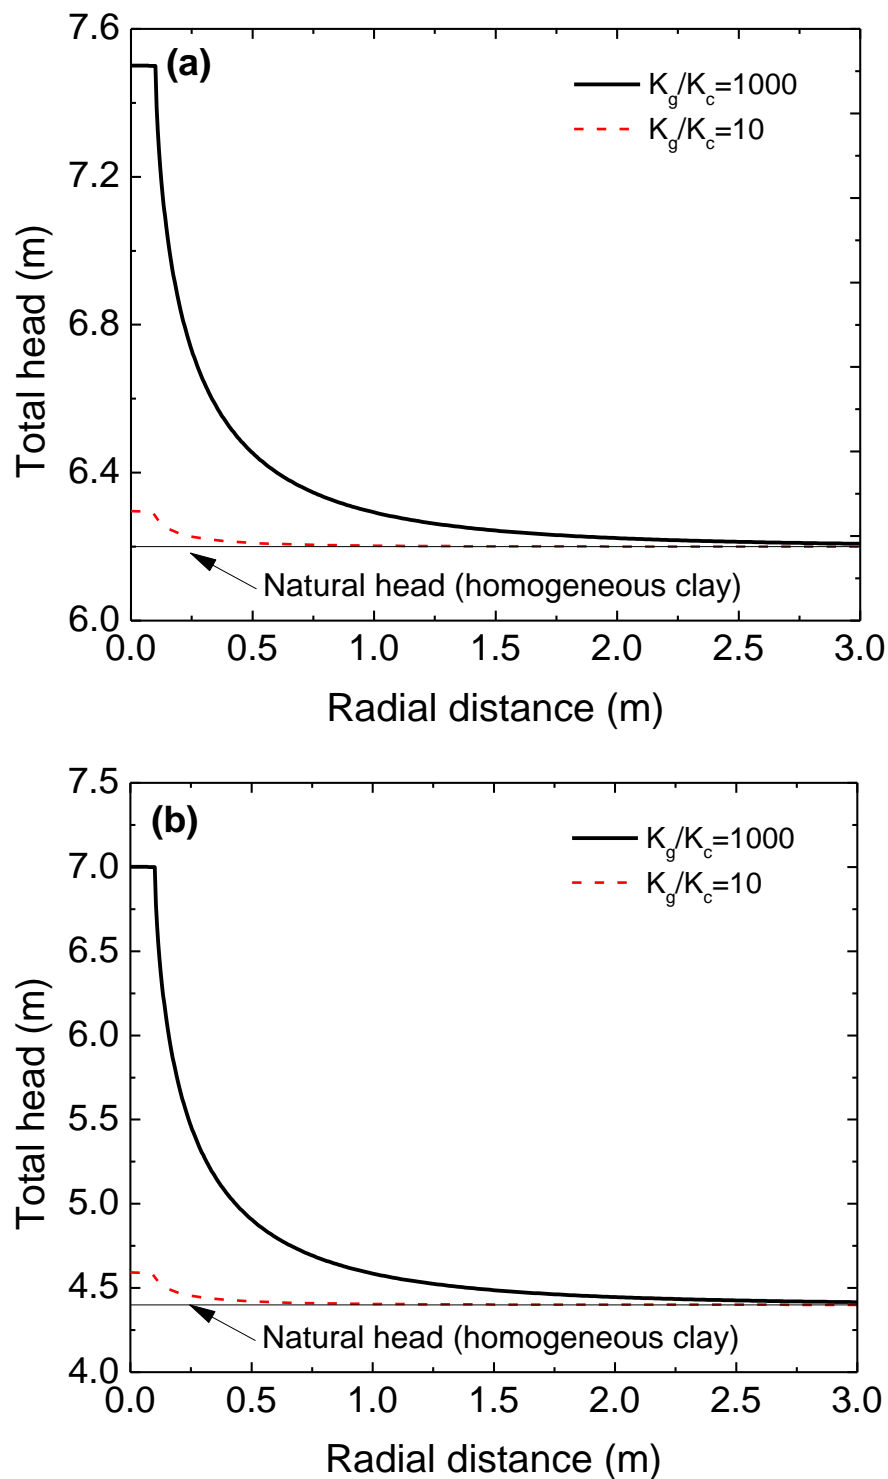 7.6
(a)
K_g/K_c=1000
K_g/K_c=10
7.2
6.8
6.4
6.0
Total head (m)
Natural head (homogeneous clay)
0.0 0.5 1.0 1.5 2.0 2.5 3.0
Radial distance (m)
7.5
(b)
K_g/K_c=1000
K_g/K_c=10
7.0
6.5
6.0
5.5
5.0
4.5
4.0
Total head (m)
Natural head (homogeneous clay)
0.0 0.5 1.0 1.5 2.0 2.5 3.0
Radial distance (m)